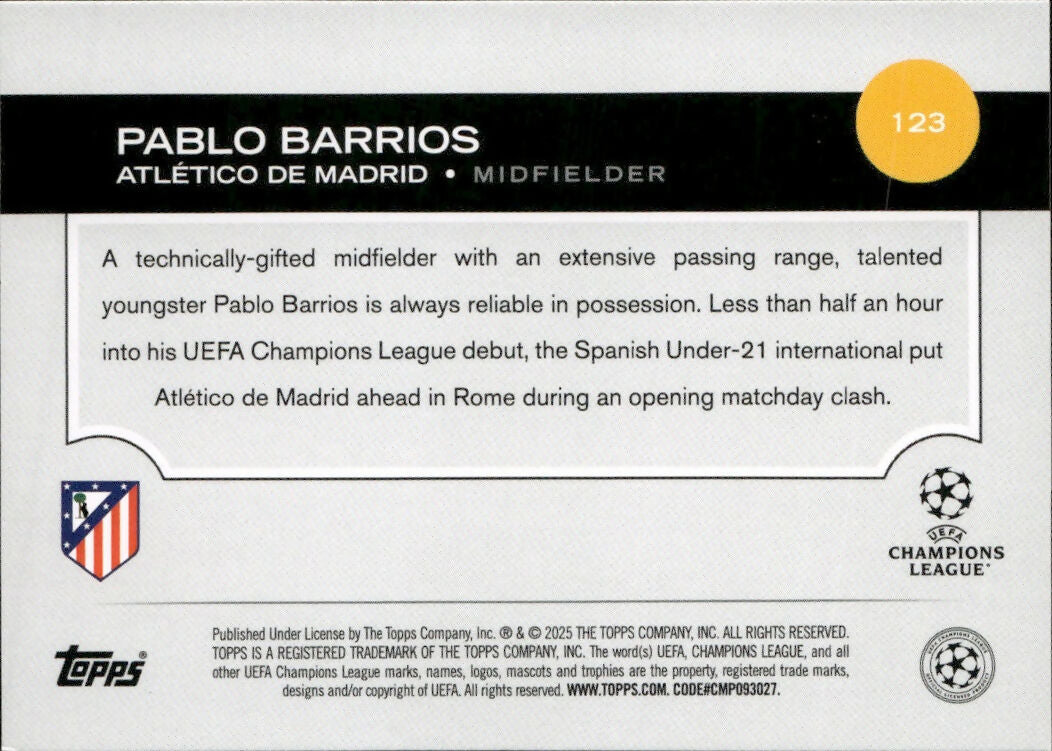 123
PABLO BARRIOS
ATLÉTICO DE MADRID • MIDFIELDER
A technically-gifted midfielder with an extensive passing range, talented
youngster Pablo Barrios is always reliable in possession. Less than half an hour
into his UEFA Champions League debut, the Spanish Under-21 international put
Atlético de Madrid ahead in Rome during an opening matchday clash.
UEFA
CHAMPIONS
LEAGUE®
topps®
Published Under License by The Topps Company, Inc. ® & © 2025 THE TOPPS COMPANY, INC. ALL RIGHTS RESERVED.
TOPPS IS A REGISTERED TRADEMARK OF THE TOPPS COMPANY, INC. The word(s) UEFA, CHAMPIONS LEAGUE, and all
other UEFA Champions League marks, names, logos, mascots and trophies are the property, registered trade marks,
designs and/or copyright of UEFA. All rights reserved. WWW.TOPPS.COM. CODE#CMP093027.
UEFA CHAMPIONS LEAGUE
OFFICIAL LICENSED PRODUCT